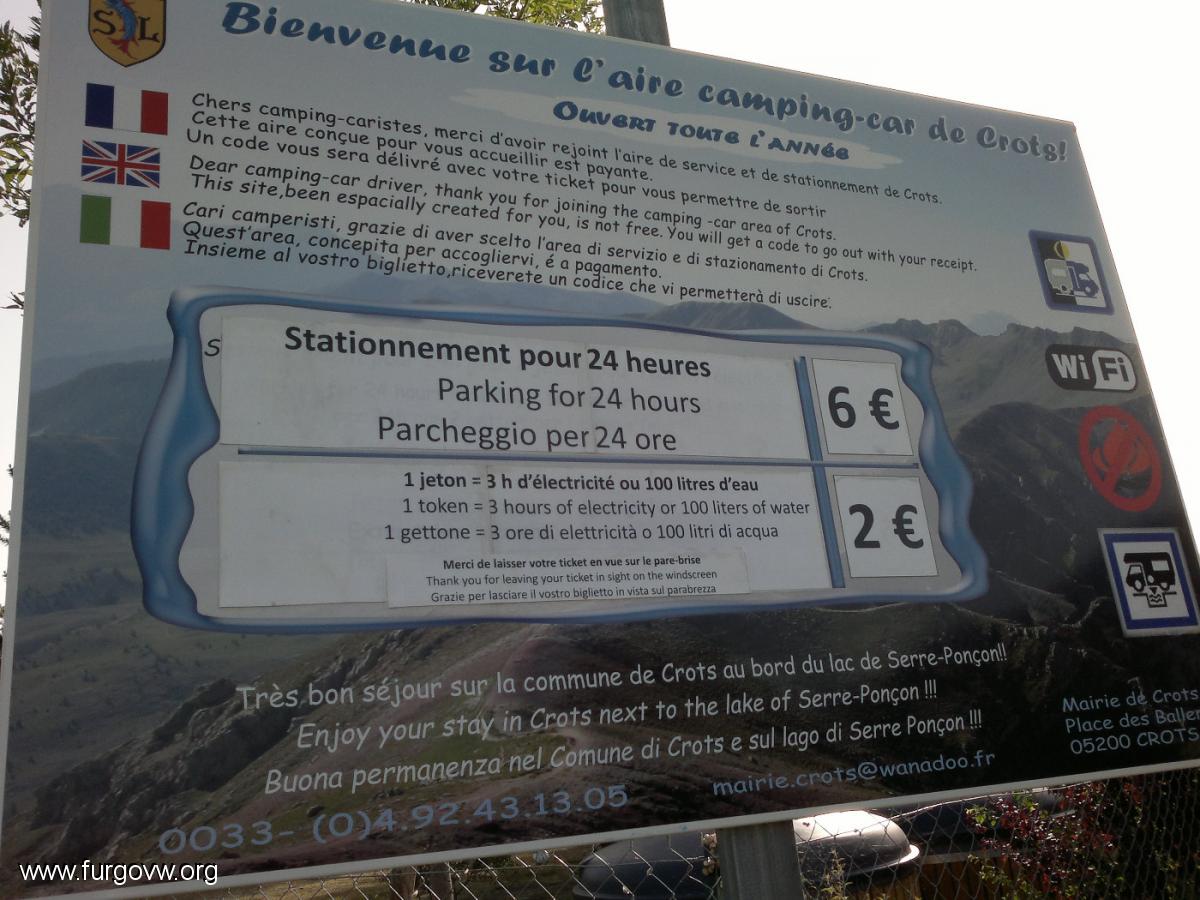 SL
Bienvenue sur l'aire camping-car de Crots!
OUVERT TOUTE L'ANNÉE
Chers camping-caristes, merci d'avoir rejoint l'aire de service et de stationnement de Crots.
Cette aire conçue pour vous accueillir est payante.
Un code vous sera délivré avec votre ticket pour vous permettre de sortir
Dear camping-car driver, thank you for joining the camping -car area of Crots.
This site,been espacially created for you, is not free. You will get a code to go out with your receipt.
Cari camperisti, grazie di aver scelto l'area di servizio e di stazionamento di Crots.
Quest'area, concepita per accogliervi, é a pagamento.
Insieme al vostro biglietto,riceverete un codice che vi permetterà di uscire.
WiFi
S
Stationnement pour 24 heures
Parking for 24 hours
Parcheggio per 24 ore
6 €
1 jeton = 3 h d'électricité ou 100 litres d'eau
1 token = 3 hours of electricity or 100 liters of water
1 gettone = 3 ore di elettricità o 100 litri di acqua
2 €
Merci de laisser votre ticket en vue sur le pare-brise
Thank you for leaving your ticket in sight on the windscreen
Grazie per lasciare il vostro biglietto in vista sul parabrezza
Très bon séjour sur la commune de Crots au bord du lac de Serre-Ponçon!!
Enjoy your stay in Crots next to the lake of Serre-Ponçon !!!
Buona permanenza nel Comune di Crots e sul lago di Serre Ponçon !!!
0033- (0)4.92.43.13.05
mairie.crots@wanadoo.fr
Mairie de Crots
Place des Balle
05200 CROTS
www.furgovw.org